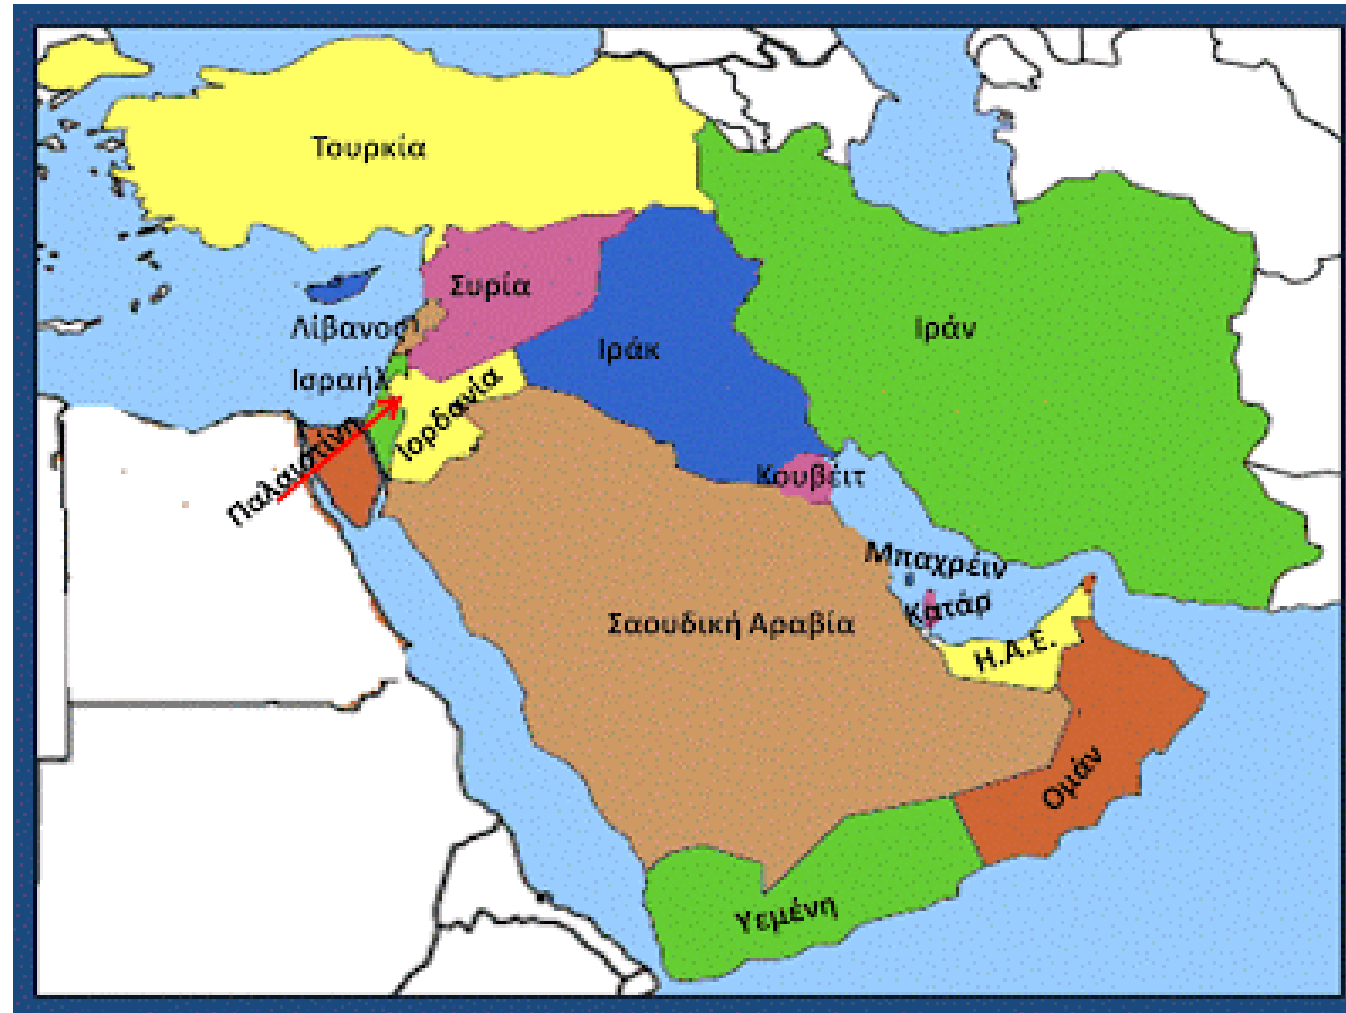 Τουρκία
Συρία
Λίβανος
Ιράκ
Ιράν
Ισραήλ
Ιορδανία
Παλαιστίνη
Κουβέιτ
Μπαχρέιν
Κατάρ
Σαουδική Αραβία
Η.Α.Ε.
Ομάν
Υεμένη